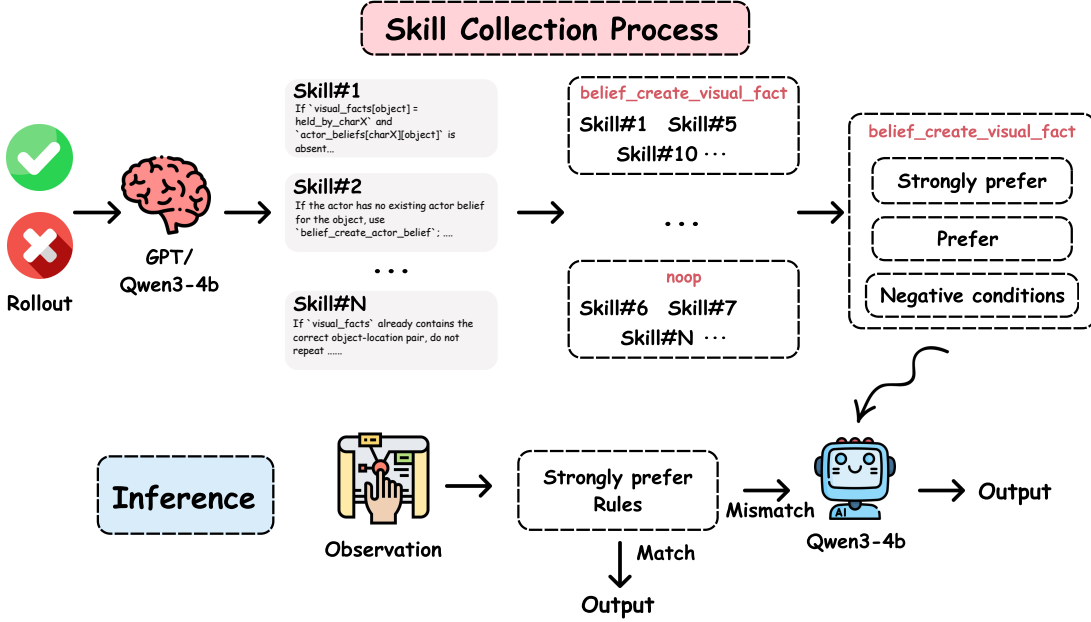 Skill Collection Process
Rollout
GPT/
Qwen3-4b
Skill#1
If `visual_facts[object] =
held_by_charX` and
`actor_beliefs[charX][object]` is
absent...
Skill#2
If the actor has no existing actor belief
for the object, use
`belief_create_actor_belief`; ....
...
Skill#N
If `visual_facts` already contains the
correct object-location pair, do not
repeat ......
belief_create_visual_fact
Skill#1 Skill#5
Skill#10 ...
...
noop
Skill#6 Skill#7
Skill#N ...
belief_create_visual_fact
Strongly prefer
Prefer
Negative conditions
Inference
Observation
Strongly prefer
Rules
Mismatch
Match
Output
AI
Qwen3-4b
Output